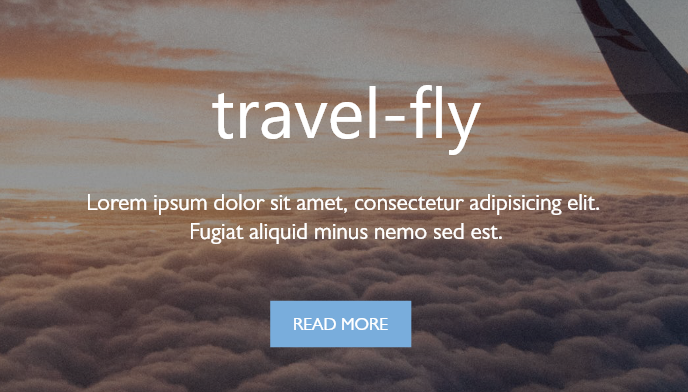 travel-fly
Lorem ipsum dolor sit amet, consectetur adipisicing elit.
Fugiat aliquid minus nemo sed est.
READ MORE